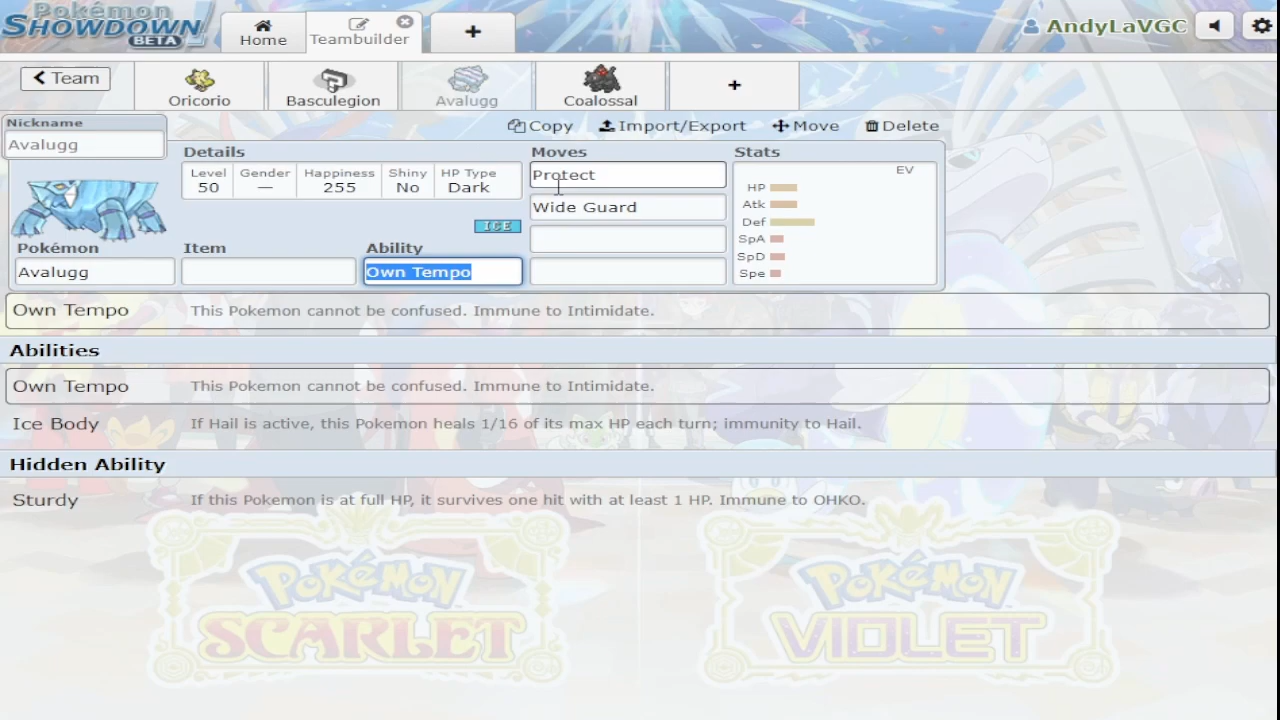 Pokémon
SHOWDOWN
BETA
Home
Teambuilder
+
AndyLaVGC
Team
Oricorio
Basculegion
Avalugg
Coalossal
+
Nickname
Avalugg
Copy
Import/Export
Move
Delete
Details
Moves
Stats
Level
50
Gender
—
Happiness
255
Shiny
No
HP Type
Dark
ICE
Protect
Wide Guard
EV
HP
Atk
Def
SpA
SpD
Spe
Pokémon
Item
Ability
Avalugg
Own Tempo
Own Tempo This Pokemon cannot be confused. Immune to Intimidate.
Abilities
Own Tempo This Pokemon cannot be confused. Immune to Intimidate.
Ice Body If Hail is active, this Pokemon heals 1/16 of its max HP each turn; immunity to Hail.
Hidden Ability
Sturdy If this Pokemon is at full HP, it survives one hit with at least 1 HP. Immune to OHKO.
POKéMON
SCARLET
POKéMON
VIOLET